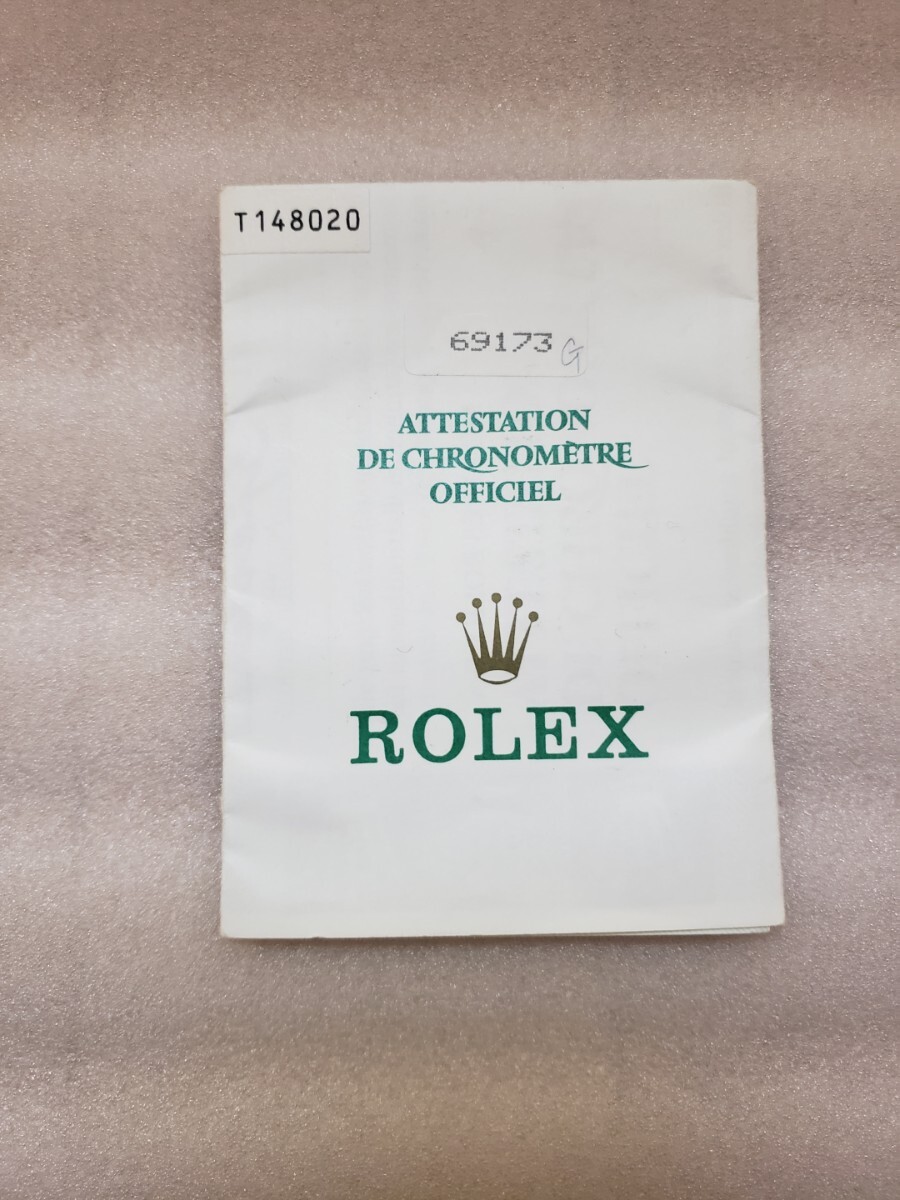 T148020
69173 G
ATTESTATION
DE CHRONOMÈTRE
OFFICIEL
ROLEX